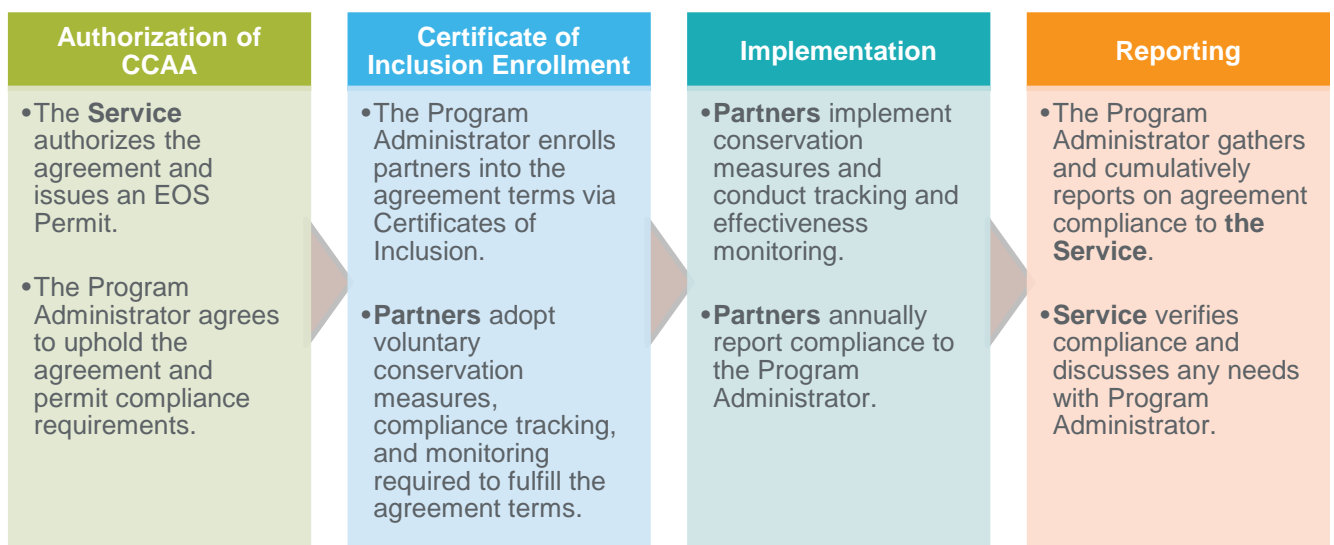 Authorization of
CCAA
•The Service
authorizes the
agreement and
issues an EOS
Permit.
•The Program
Administrator agrees
to uphold the
agreement and
permit compliance
requirements.
Certificate of
Inclusion Enrollment
•The Program
Administrator enrolls
partners into the
agreement terms via
Certificates of
Inclusion.
•Partners adopt
voluntary
conservation
measures,
compliance tracking,
and monitoring
required to fulfill the
agreement terms.
Implementation
•Partners implement
conservation
measures and
conduct tracking and
effectiveness
monitoring.
•Partners annually
report compliance to
the Program
Administrator.
Reporting
•The Program
Administrator gathers
and cumulatively
reports on agreement
compliance to the
Service.
•Service verifies
compliance and
discusses any needs
with Program
Administrator.